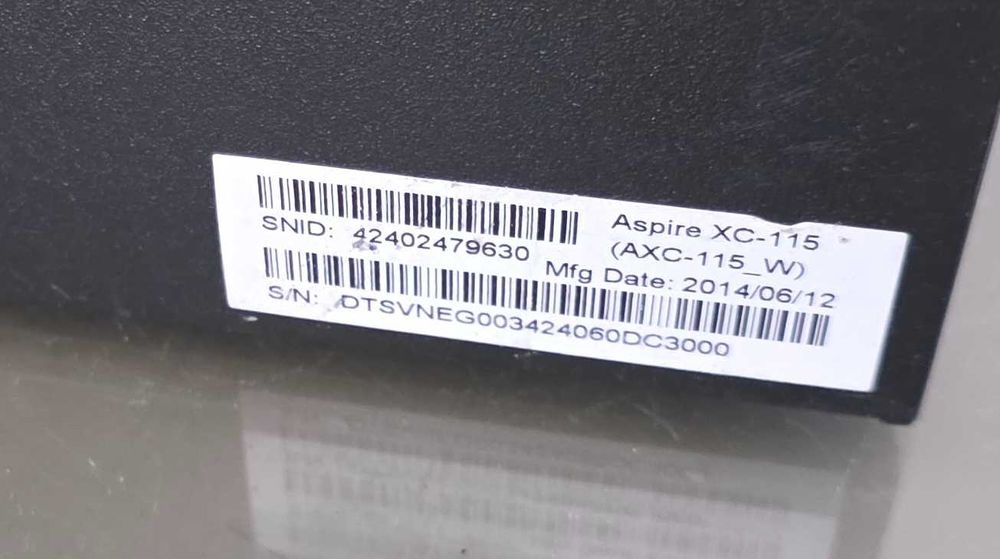 Aspire XC-115
(AXC-115_W)
SNID: 42402479630
Mfg Date: 2014/06/12
S/N: DTSVNEG003424060DC3000